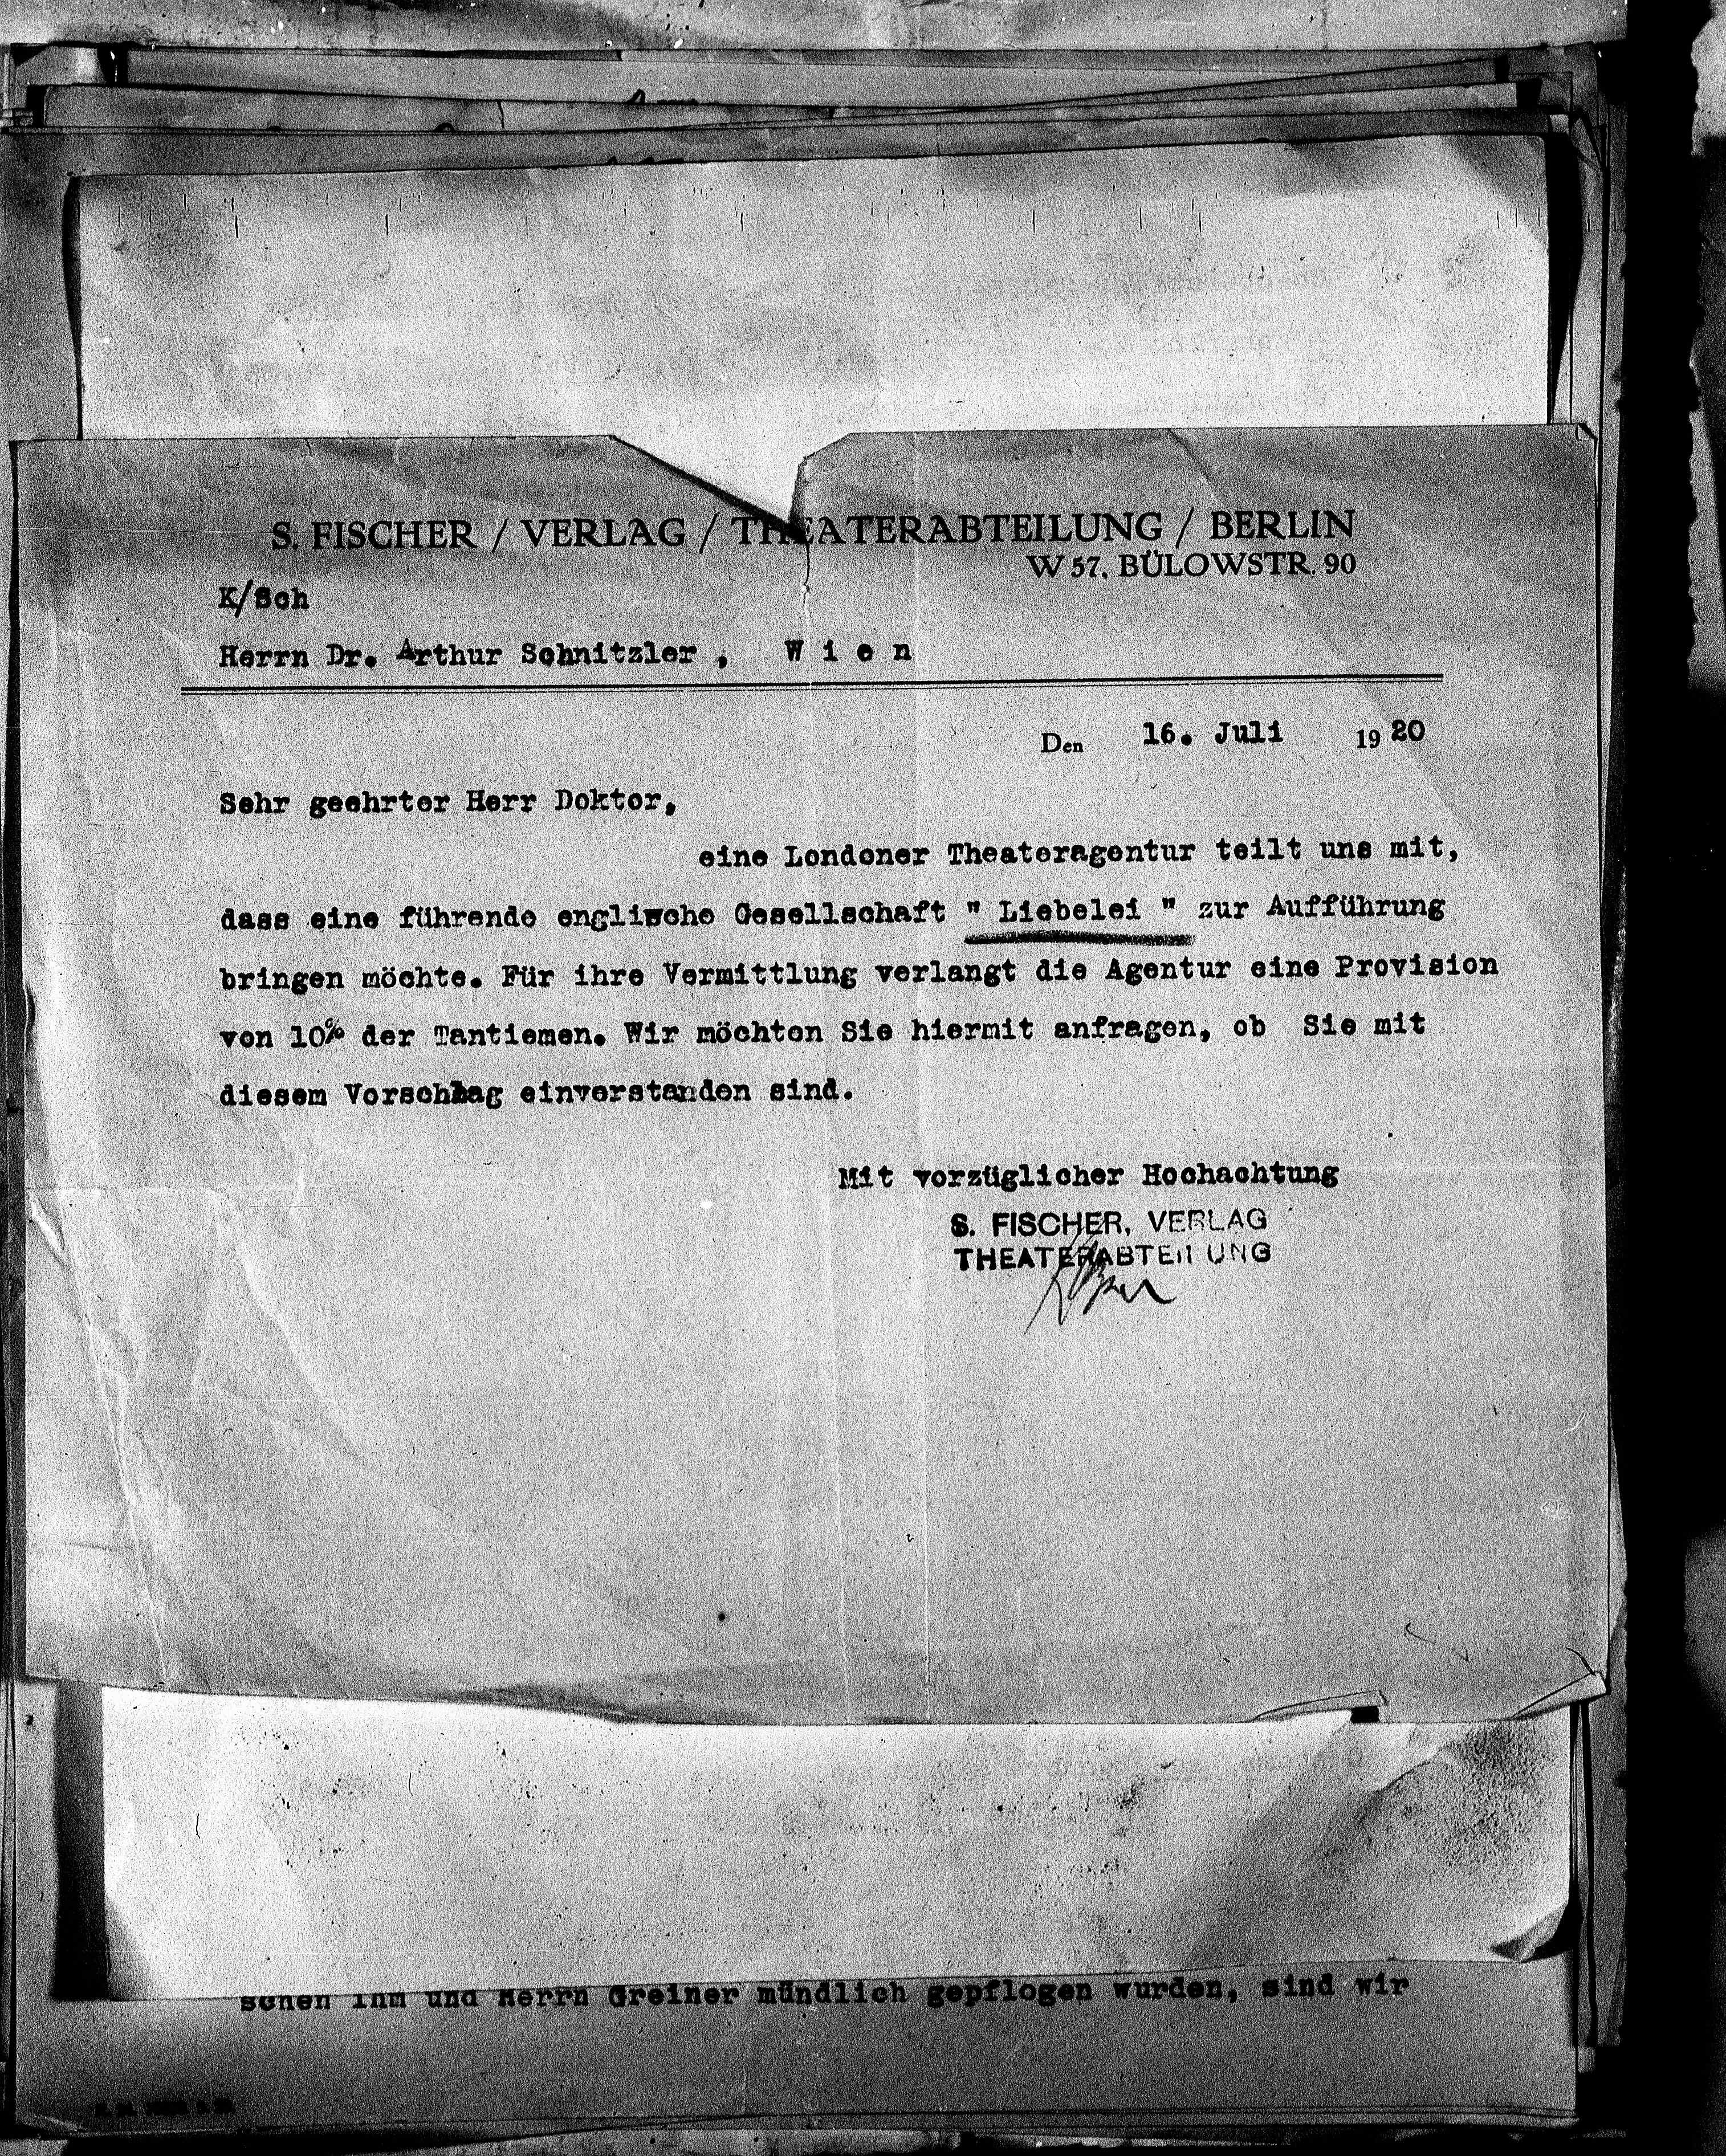 S. FISCHER / VERLAG / THEATERABTEILUNG / BERLIN
W 57, BÜLOWSTR. 90
K/Sch
Herrn Dr. Arthur Schnitzler , W i e n
Den 16. Juli 1920
Sehr geehrter Herr Doktor,
eine Londoner Theateragentur teilt uns mit,
dass eine führende englische Gesellschaft " Liebelei " zur Aufführung
bringen möchte. Für ihre Vermittlung verlangt die Agentur eine Provision
von 10% der Tantiemen. Wir möchten Sie hiermit anfragen, ob Sie mit
diesem Vorschlag einverstanden sind.
Mit vorzüglicher Hochachtung
S. FISCHER, VERLAG
THEATERABTEILUNG
schen ihm und Herrn Greiner mündlich gepflogen wurden, sind wir